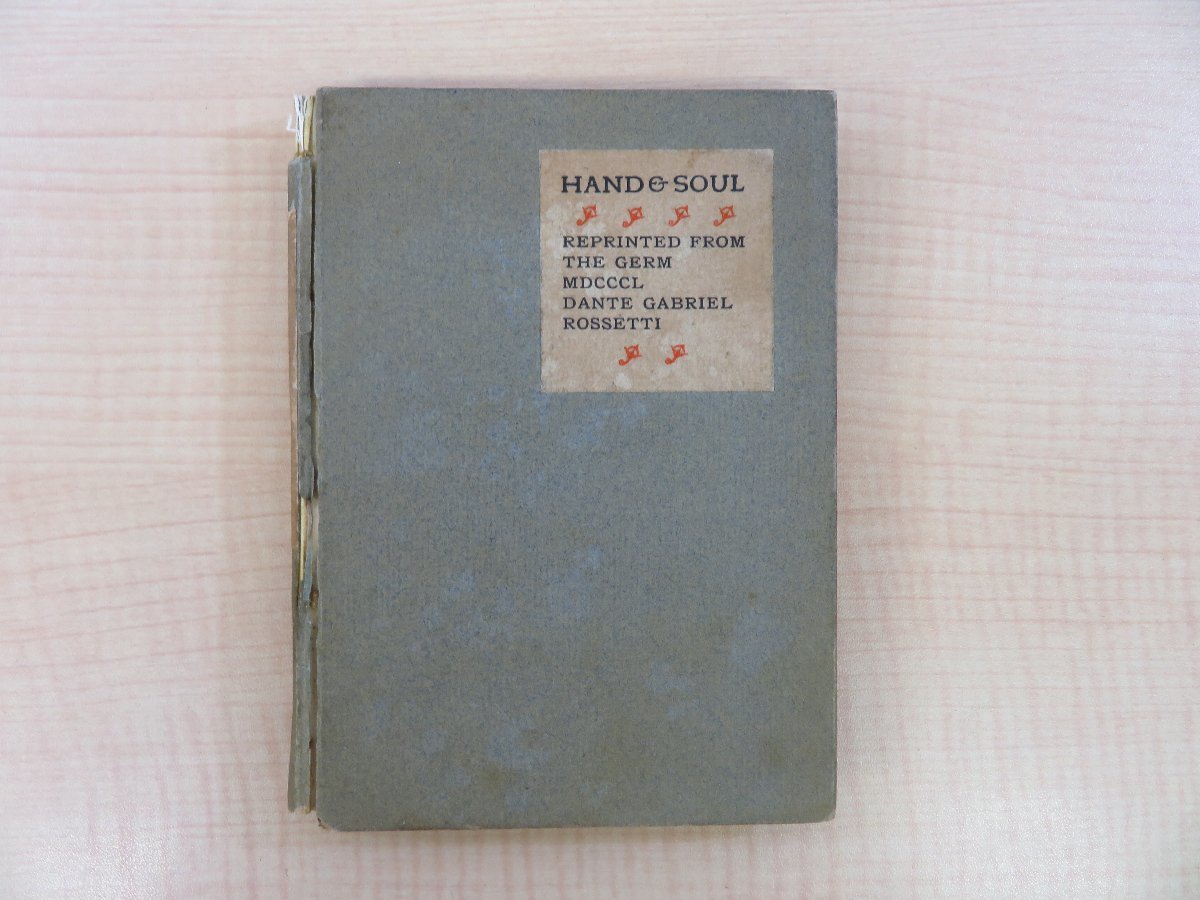 HAND & SOUL
REPRINTED FROM
THE GERM
MDCCCL
DANTE GABRIEL
ROSSETTI